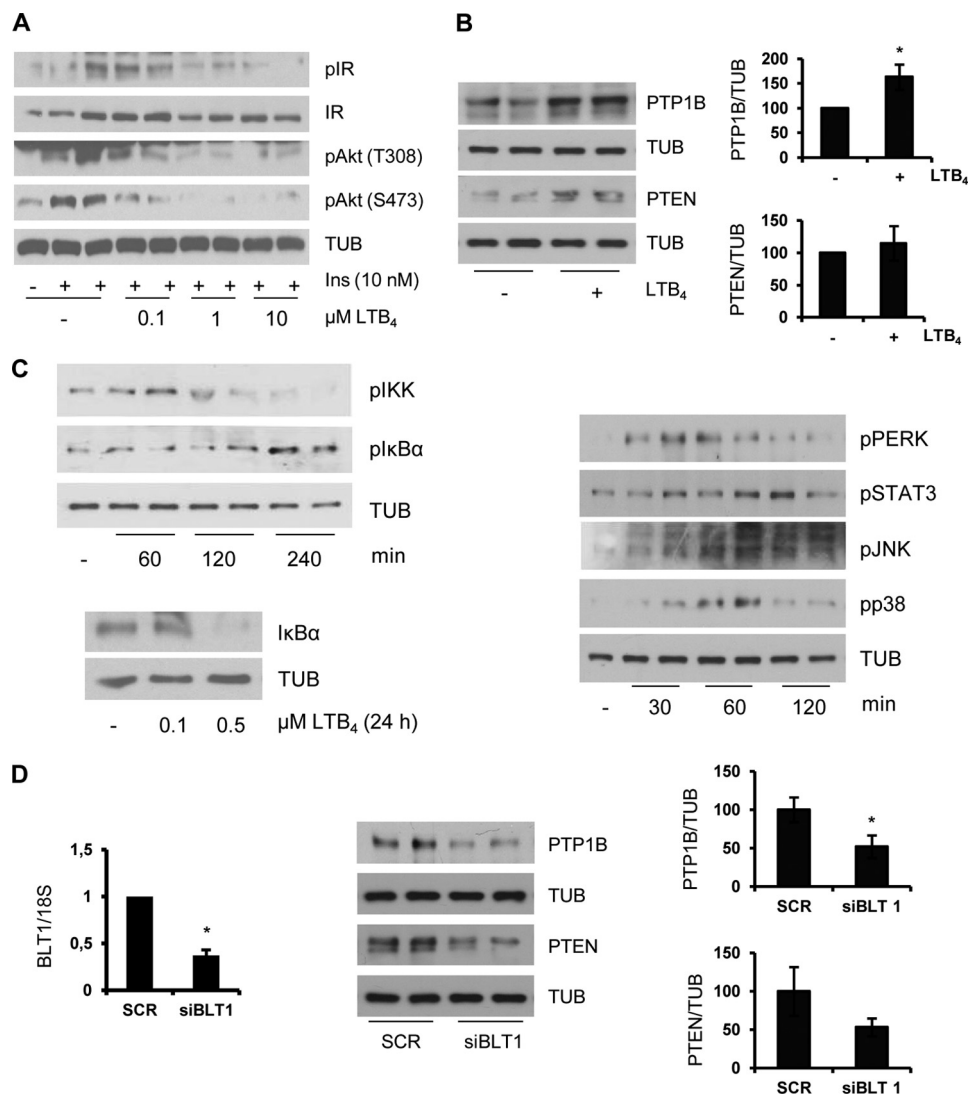 A
pIR
IR
pAkt (T308)
pAkt (S473)
TUB
- + + + + + + + + Ins (10 nM)
- 0.1 1 10 μM LTB4
B
PTP1B
TUB
PTEN
TUB
- + LTB4
PTP1B/TUB
200
150
100
50
0
*
- + LTB4
PTEN/TUB
200
150
100
50
0
- + LTB4
C
pIKK
pIκBα
TUB
- 60 120 240 min
IκBα
TUB
- 0.1 0.5 μM LTB4 (24 h)
pPERK
pSTAT3
pJNK
pp38
TUB
- 30 60 120 min
D
BLT1/18S
1,5
1
0,5
0
*
SCR siBLT1
PTP1B
TUB
PTEN
TUB
SCR siBLT1
PTP1B/TUB
150
100
50
0
*
SCR siBLT 1
PTEN/TUB
150
100
50
0
SCR siBLT 1